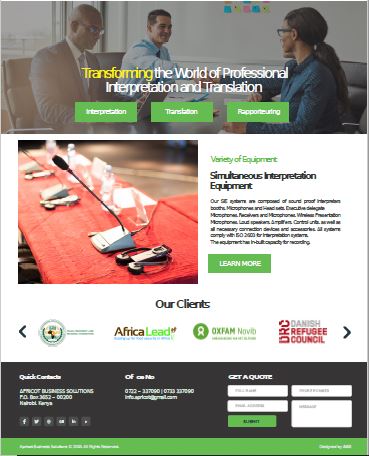 Transforming the World of Professional
Interpretation and Translation
Interpretation
Translation
Rapporteuring
Variety of Equipment
Simultaneous Interpretation
Equipment
Our SIE systems are composed of sound proof interpreters
booths, Microphones and Head sets. Executive delegate
Microphones. Receivers and Microphones. Wireless Presentation
Microphones. Loud speakers. Amplifiers. Control units. as well as
all necessary connection devices and accessories. All systems
comply with ISO 2603 for interpretation systems.
The equipment has in-built capacity for recording.
LEARN MORE
Our Clients
Africa Lead
OXFAM Novib
DRC DANISH
REFUGEE
COUNCIL
Quick Contacts
AFRICOT BUSINESS SOLUTIONS
P.O. Box 3652 – 00200
Nairobi. Kenya
Of ce No
0722 – 337090 | 0733 337090
info.apricot@gmail.com
GET A QUOTE
FULL NAME
PHONE NUMBER
EMAIL ADDRESS
MESSAGE
SUBMIT
Apricot Business Solutions © 2020. All Rights Reserved.
Designed by